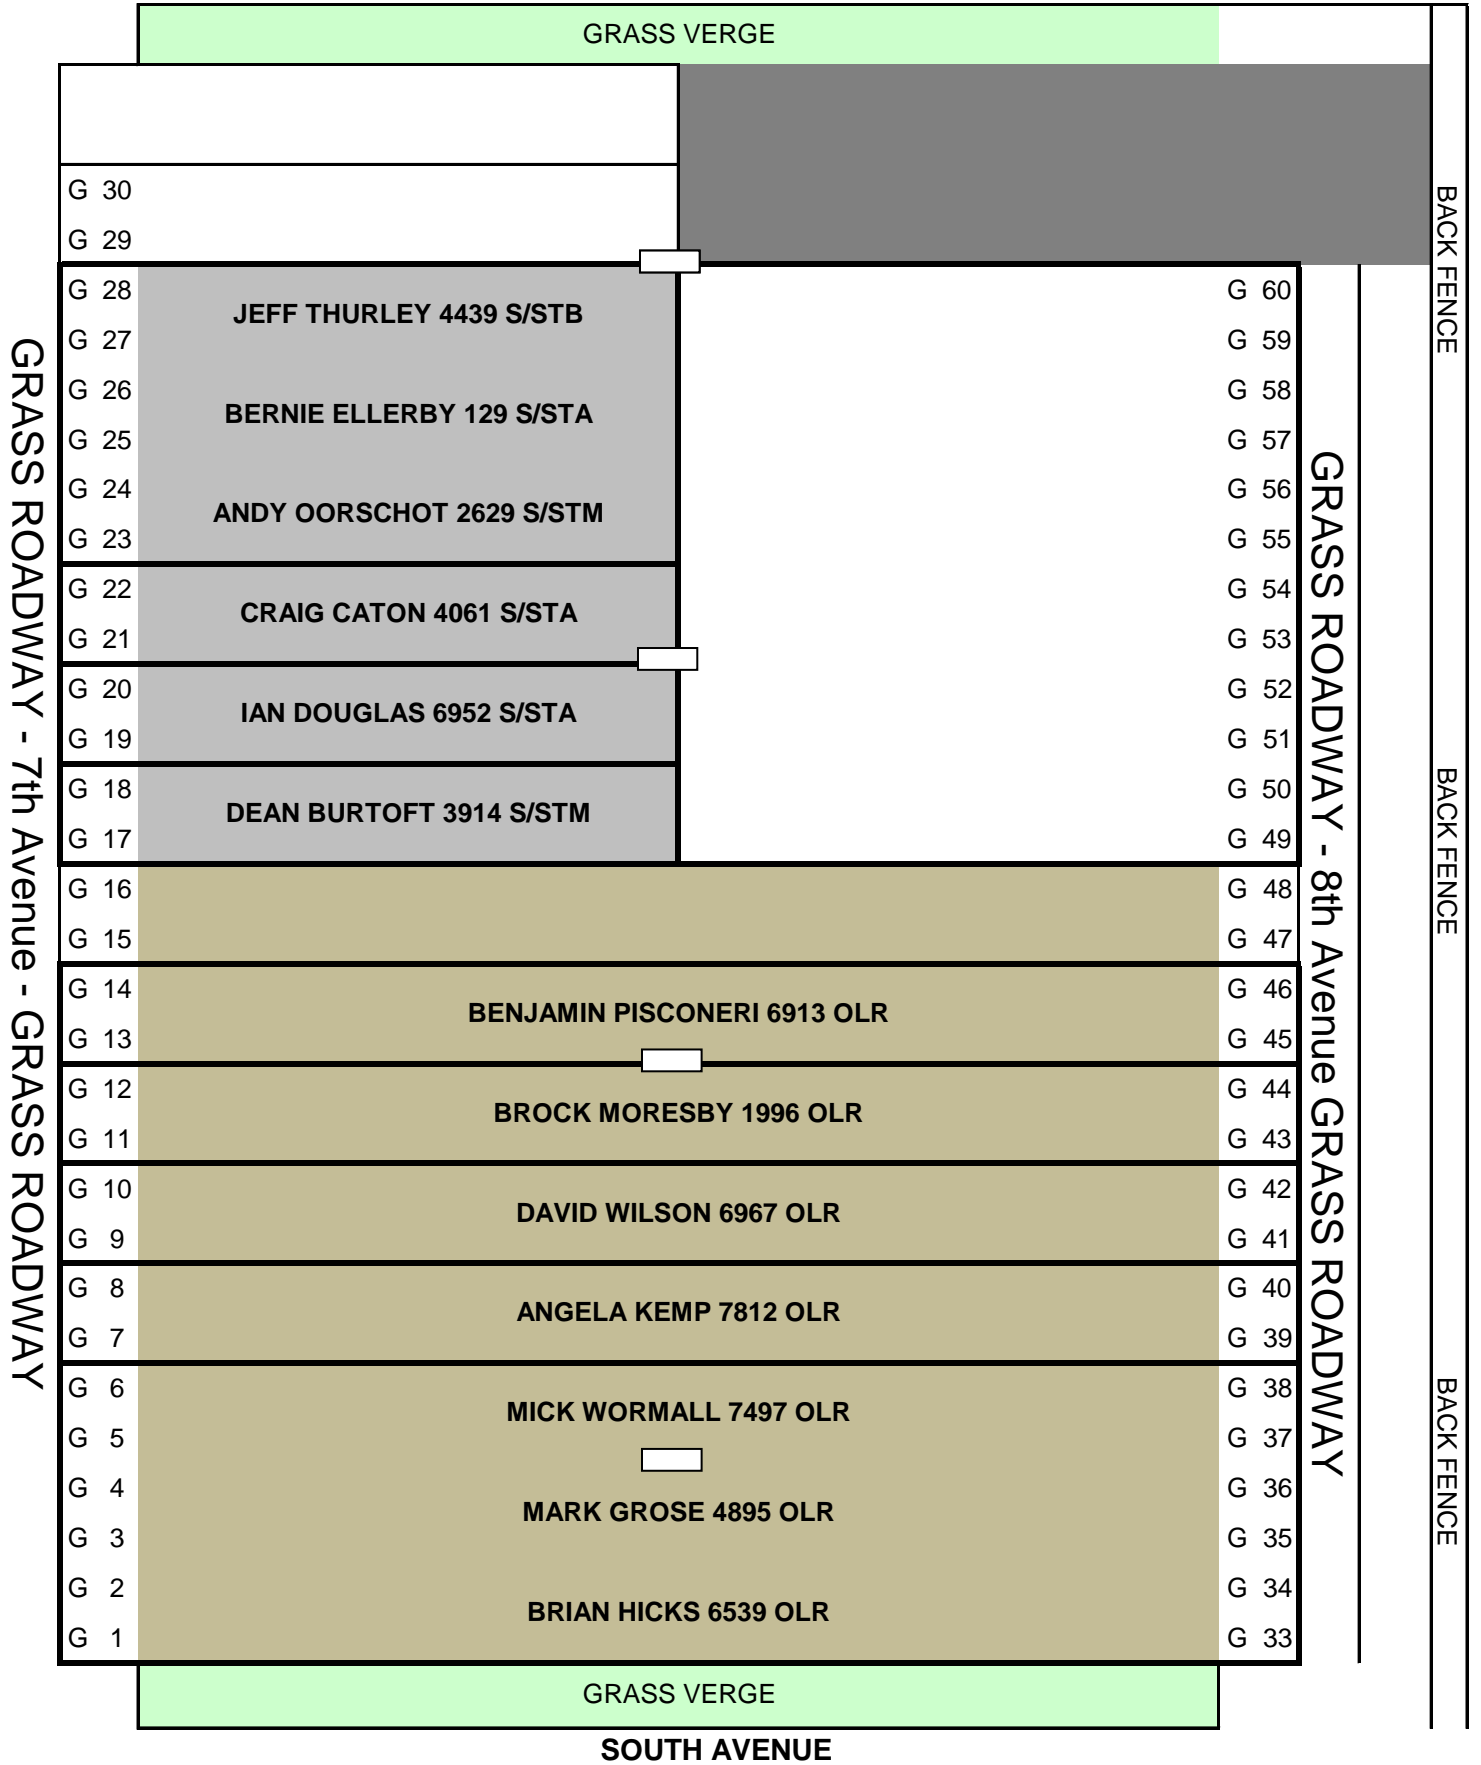 GRASS VERGE
G 30
G 29
G 28
G 27
JEFF THURLEY 4439 S/STB
G 60
G 59
G 26
G 25
BERNIE ELLERBY 129 S/STA
G 58
G 57
G 24
G 23
ANDY OORSCHOT 2629 S/STM
G 56
G 55
G 22
G 21
CRAIG CATON 4061 S/STA
G 54
G 53
G 20
G 19
IAN DOUGLAS 6952 S/STA
G 52
G 51
G 18
G 17
DEAN BURTOFT 3914 S/STM
G 50
G 49
G 16
G 15
G 48
G 47
G 14
G 13
BENJAMIN PISCONERI 6913 OLR
G 46
G 45
G 12
G 11
BROCK MORESBY 1996 OLR
G 44
G 43
G 10
G 9
DAVID WILSON 6967 OLR
G 42
G 41
G 8
G 7
ANGELA KEMP 7812 OLR
G 40
G 39
G 6
G 5
MICK WORMALL 7497 OLR
G 38
G 37
G 4
G 3
MARK GROSE 4895 OLR
G 36
G 35
G 2
G 1
BRIAN HICKS 6539 OLR
G 34
G 33
GRASS VERGE
SOUTH AVENUE
GRASS ROADWAY - 7th Avenue - GRASS ROADWAY
GRASS ROADWAY - 8th Avenue GRASS ROADWAY
BACK FENCE
BACK FENCE
BACK FENCE